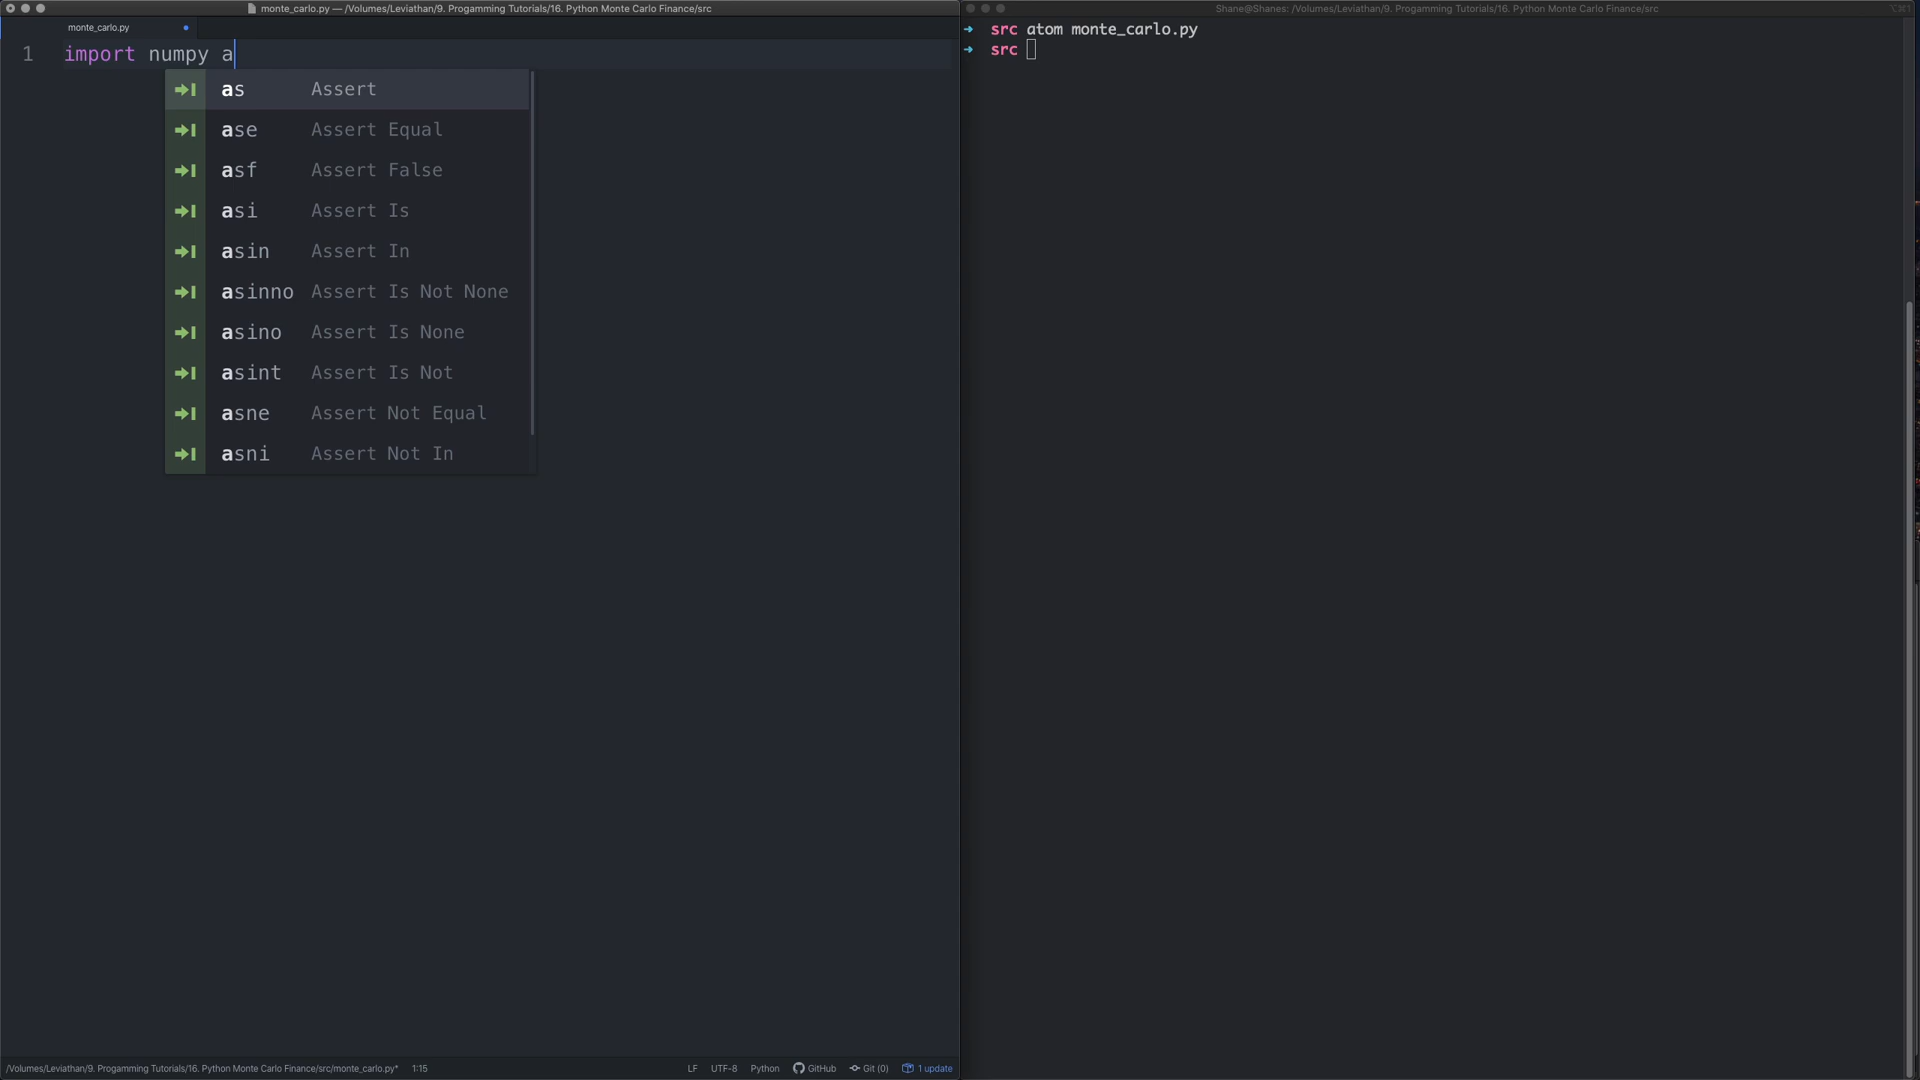 monte_carlo.py — /Volumes/Leviathan/9. Progamming Tutorials/16. Python Monte Carlo Finance/src
monte_carlo.py
1 import numpy a
as Assert
ase Assert Equal
asf Assert False
asi Assert Is
asin Assert In
asinno Assert Is Not None
asino Assert Is None
asint Assert Is Not
asne Assert Not Equal
asni Assert Not In
/Volumes/Leviathan/9. Progamming Tutorials/16. Python Monte Carlo Finance/src/monte_carlo.py* 1:15 LF UTF-8 Python GitHub Git (0) 1 update
Shane@Shanes: /Volumes/Leviathan/9. Progamming Tutorials/16. Python Monte Carlo Finance/src ⌥⌘1
➜ src atom monte_carlo.py
➜ src